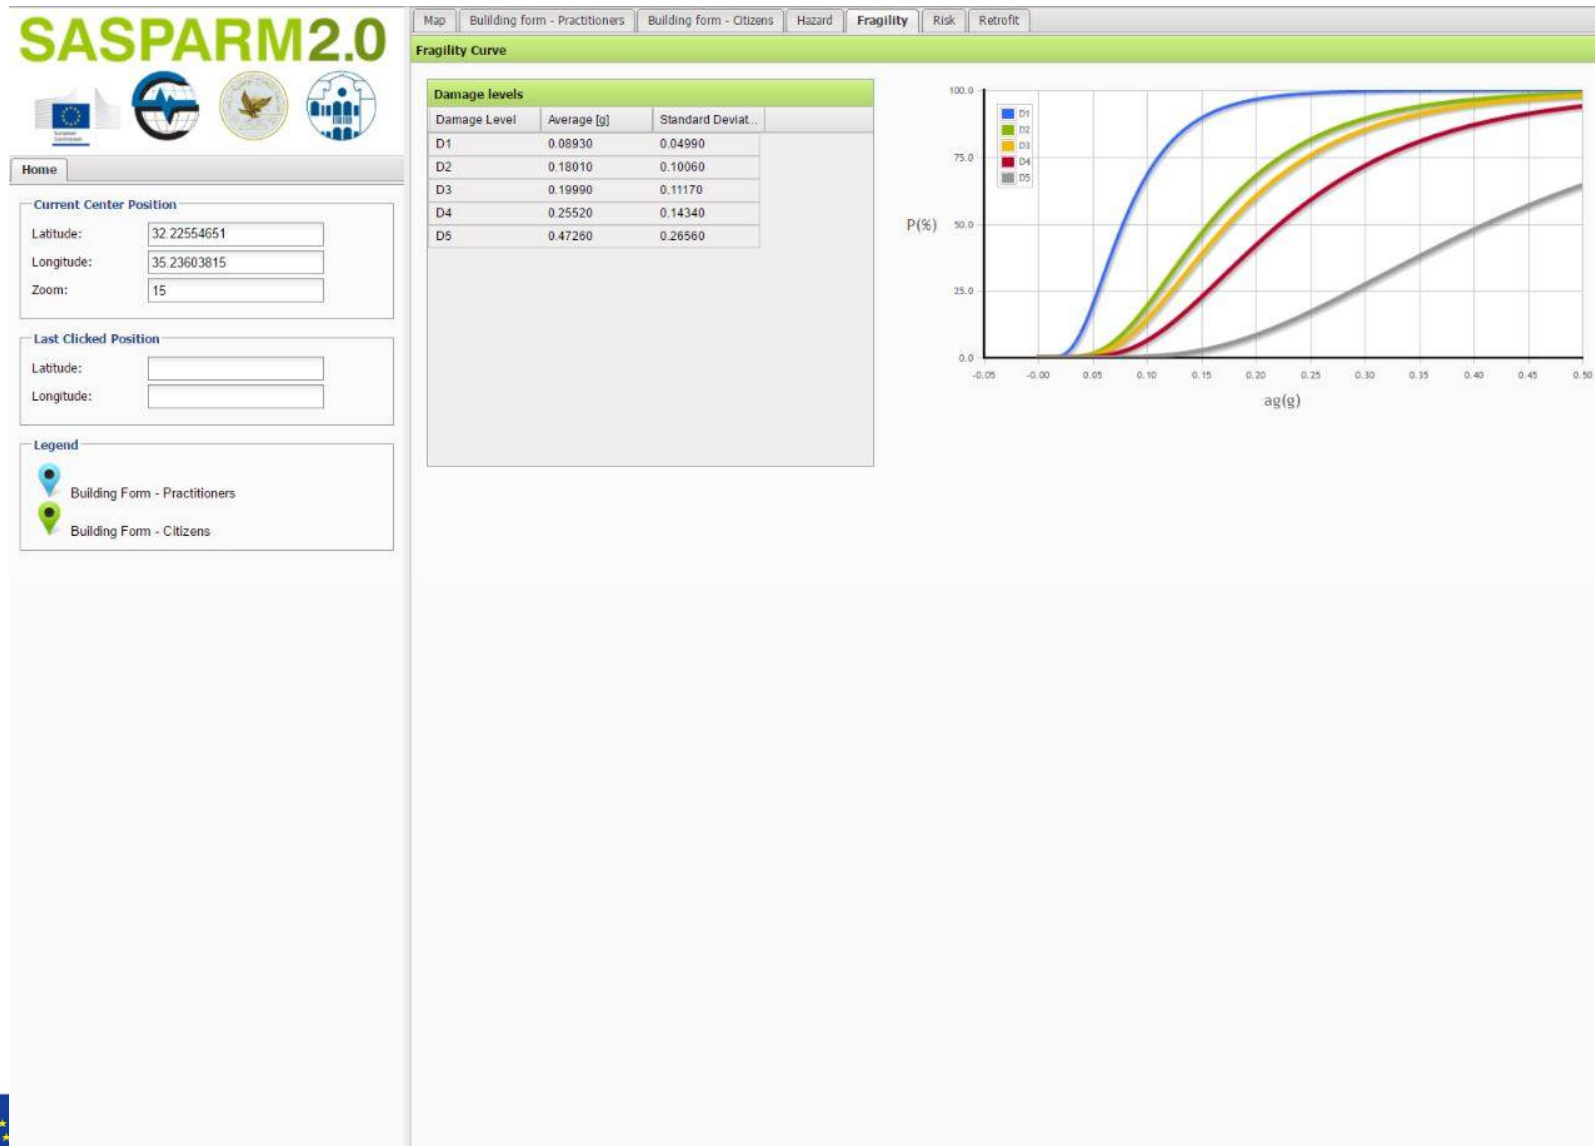 SASPARM2.0
European
Commission
Home
Current Center Position
Latitude: 32.22554651
Longitude: 35.23603815
Zoom: 15
Last Clicked Position
Latitude:
Longitude:
Legend
Building Form - Practitioners
Building Form - Citizens
Map Bulilding form - Practitioners Building form - Citizens Hazard Fragility Risk Retrofit
Fragility Curve
Damage levels
Damage Level Average [g] Standard Deviat...
D1 0.08930 0.04990
D2 0.18010 0.10060
D3 0.19990 0.11170
D4 0.25520 0.14340
D5 0.47260 0.26560
100.0
75.0
50.0
25.0
0.0
P(%)
D1
D2
D3
D4
D5
-0.05 -0.00 0.05 0.10 0.15 0.20 0.25 0.30 0.35 0.40 0.45 0.50
ag(g)